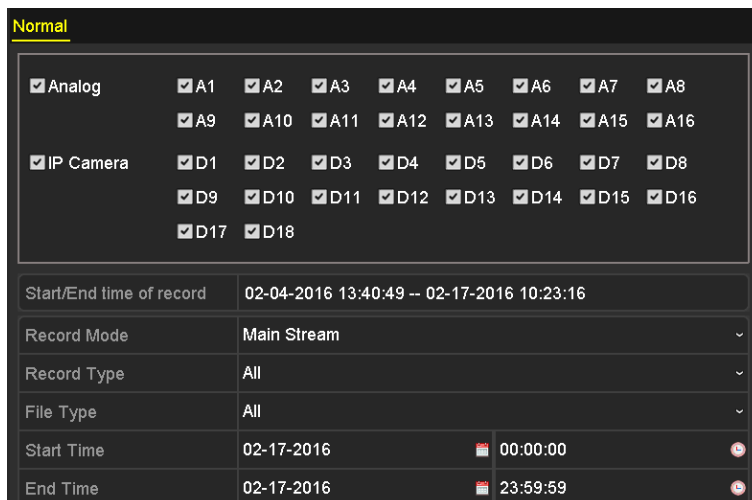 Normal
Analog A1 A2 A3 A4 A5 A6 A7 A8
A9 A10 A11 A12 A13 A14 A15 A16
IP Camera D1 D2 D3 D4 D5 D6 D7 D8
D9 D10 D11 D12 D13 D14 D15 D16
D17 D18
Start/End time of record 02-04-2016 13:40:49 -- 02-17-2016 10:23:16
Record Mode Main Stream
Record Type All
File Type All
Start Time 02-17-2016 00:00:00
End Time 02-17-2016 23:59:59